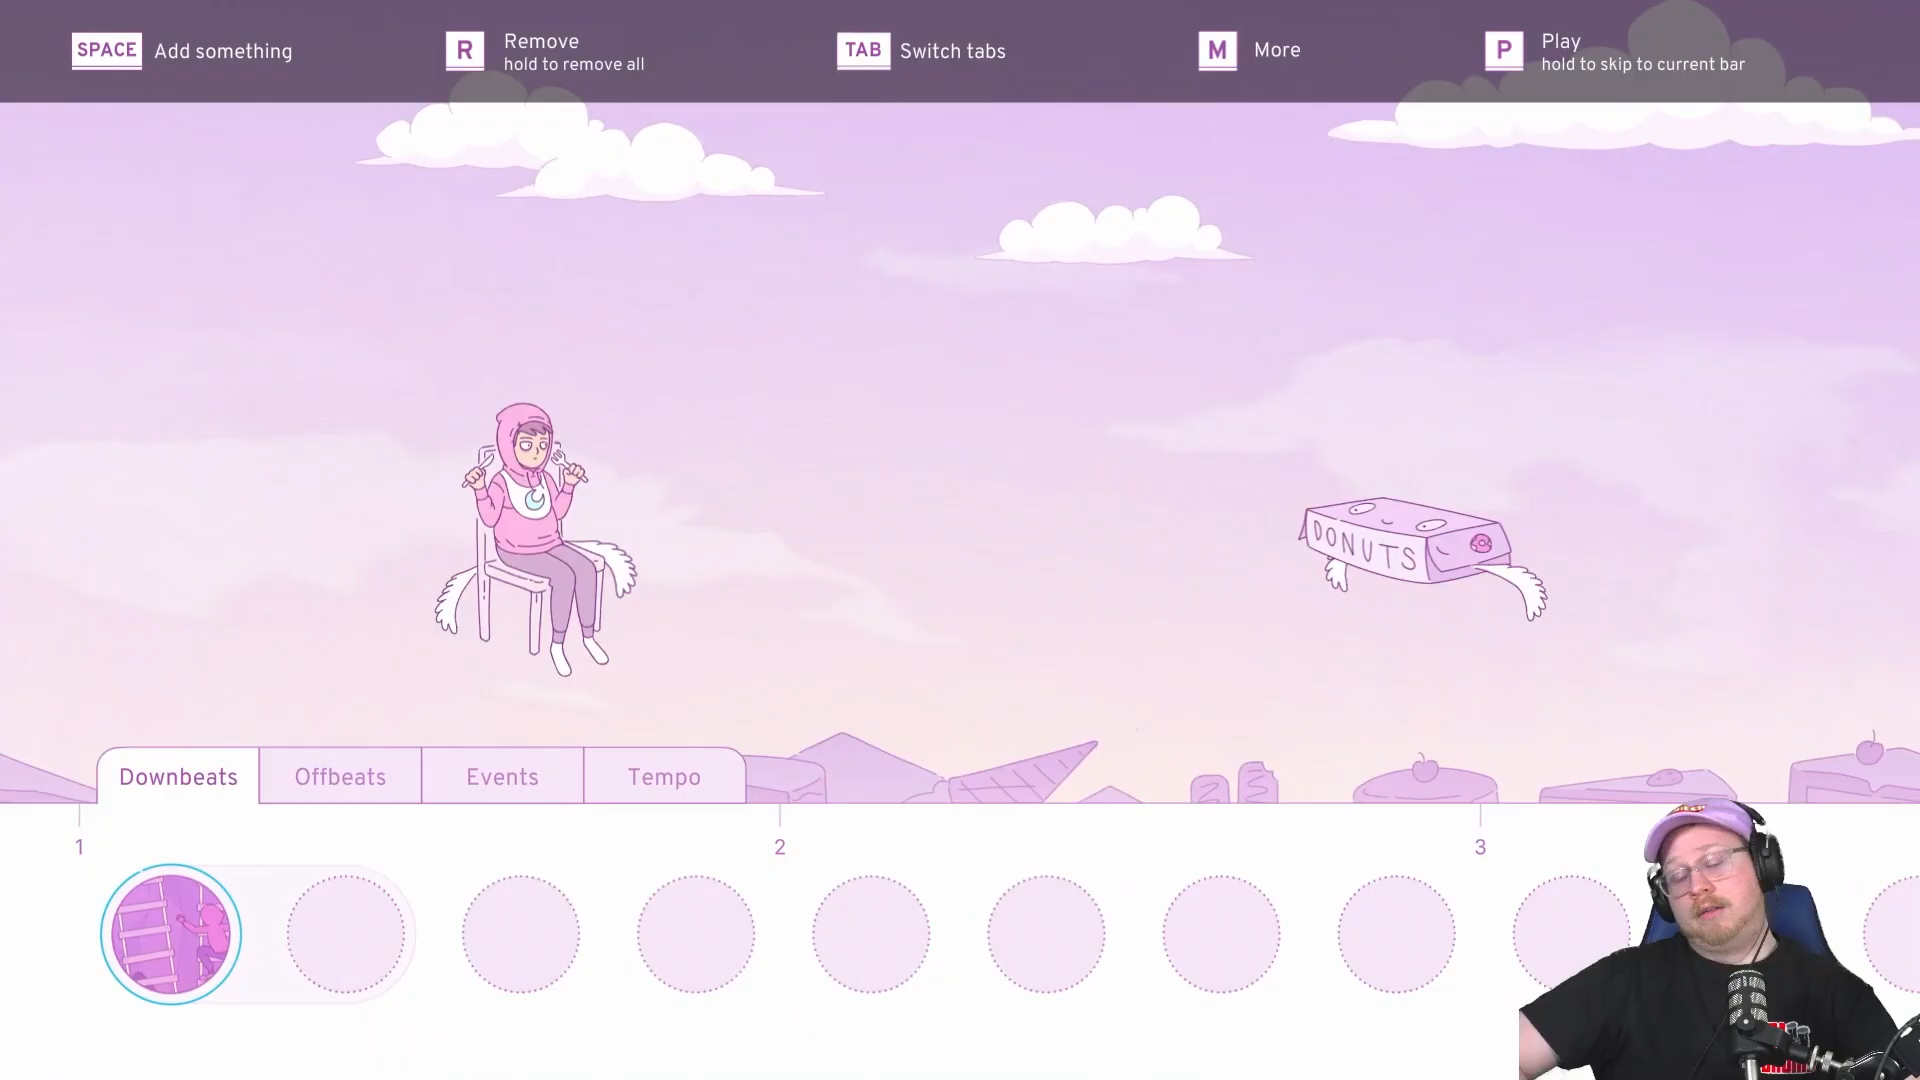 SPACE Add something
R Remove
hold to remove all
TAB Switch tabs
M More
P Play
hold to skip to current bar
DONUTS
Downbeats Offbeats Events Tempo
1 2 3